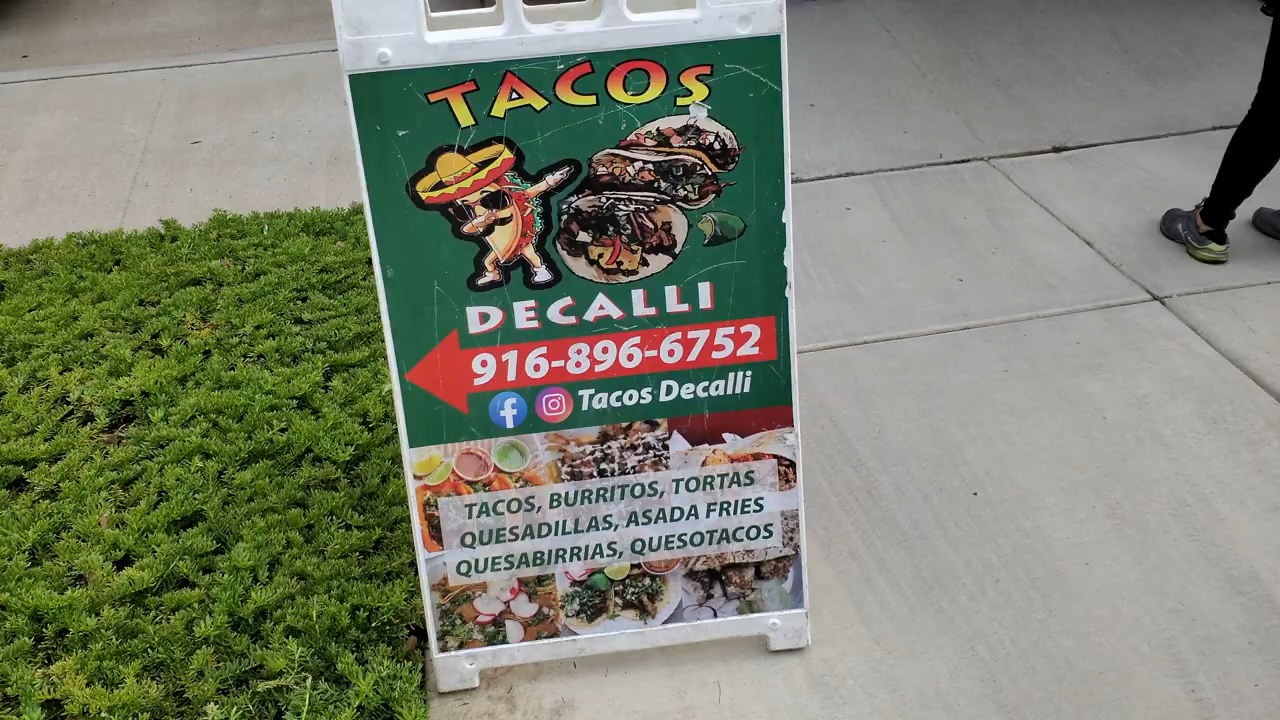 TACOS
DECALLI
916-896-6752
Tacos Decalli
TACOS, BURRITOS, TORTAS
QUESADILLAS, ASADA FRIES
QUESABIRRIAS, QUESOTACOS